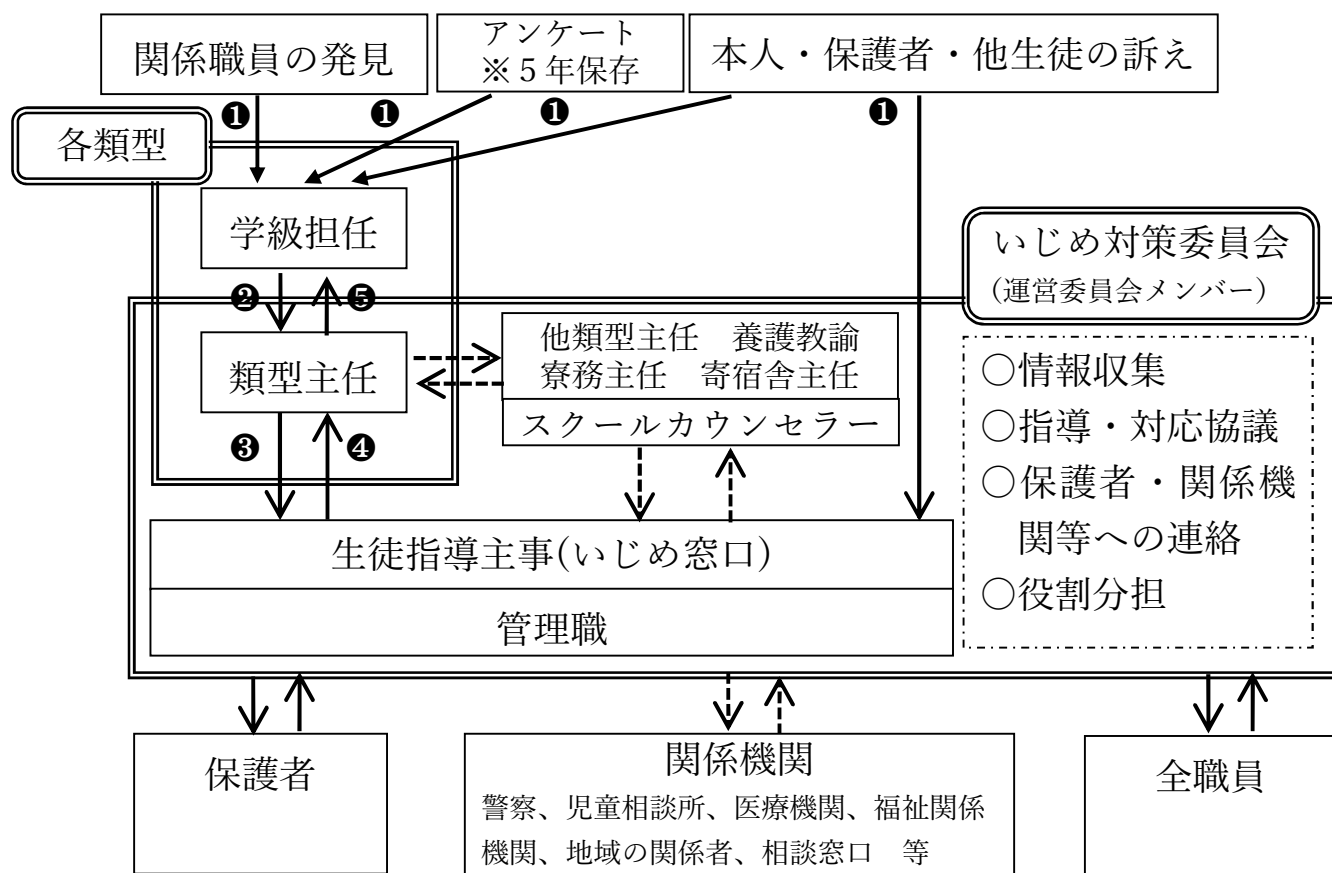 関係職員の発見
アンケート
※５年保存
本人・保護者・他生徒の訴え
❶
❶
❶
❶
各類型
学級担任
いじめ対策委員会
(運営委員会メンバー)
❷
❺
類型主任
他類型主任　養護教諭
寮務主任　寄宿舎主任
スクールカウンセラー
❸
❹
○情報収集
○指導・対応協議
○保護者・関係機
関等への連絡
○役割分担
生徒指導主事(いじめ窓口)
管理職
保護者
関係機関
警察、児童相談所、医療機関、福祉関係
機関、地域の関係者、相談窓口　等
全職員